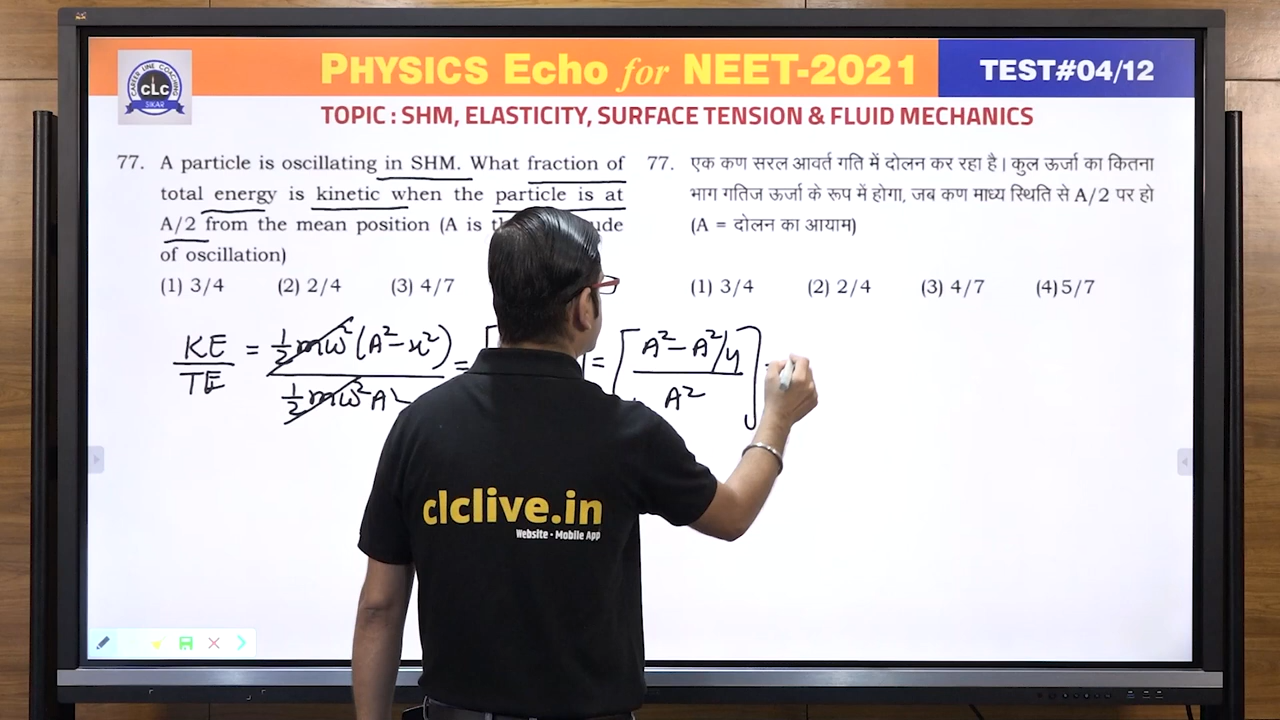 CAREER LINE COACHING
CLC
SIKAR
PHYSICS Echo for NEET-2021
TEST#04/12
TOPIC : SHM, ELASTICITY, SURFACE TENSION & FLUID MECHANICS
77. A particle is oscillating in SHM. What fraction of
total energy is kinetic when the particle is at
A/2 from the mean position (A is
of oscillation)
(1) 3/4 (2) 2/4 (3) 4/7
77. एक कण सरल आवर्त गति में दोलन कर रहा है। कुल ऊर्जा का कितना
भाग गतिज ऊर्जा के रूप में होगा, जब कण माध्य स्थिति से A/2 पर हो
(A = दोलन का आयाम)
(1) 3/4 (2) 2/4 (3) 4/7 (4) 5/7
KE/TE = ½mω²(A²-x²) / ½mω²A² = [ ] = [A²-A²/4 / A²] =
clclive.in
Website • Mobile App